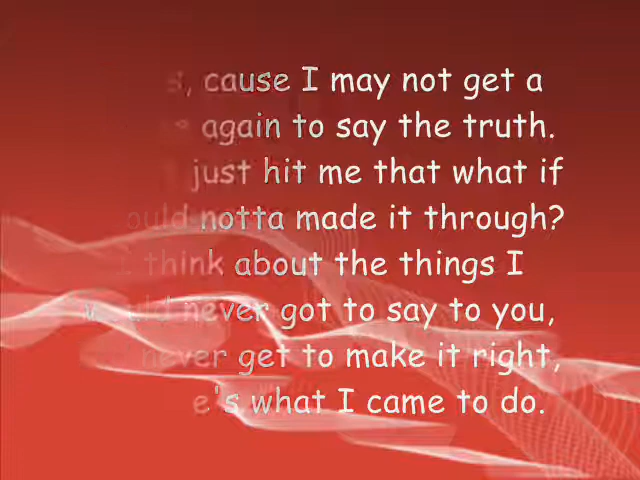 cause I may not get a
again to say the truth.
just hit me that what if
notta made it through?
think about the things I
never got to say to you,
never get to make it right,
what I came to do.